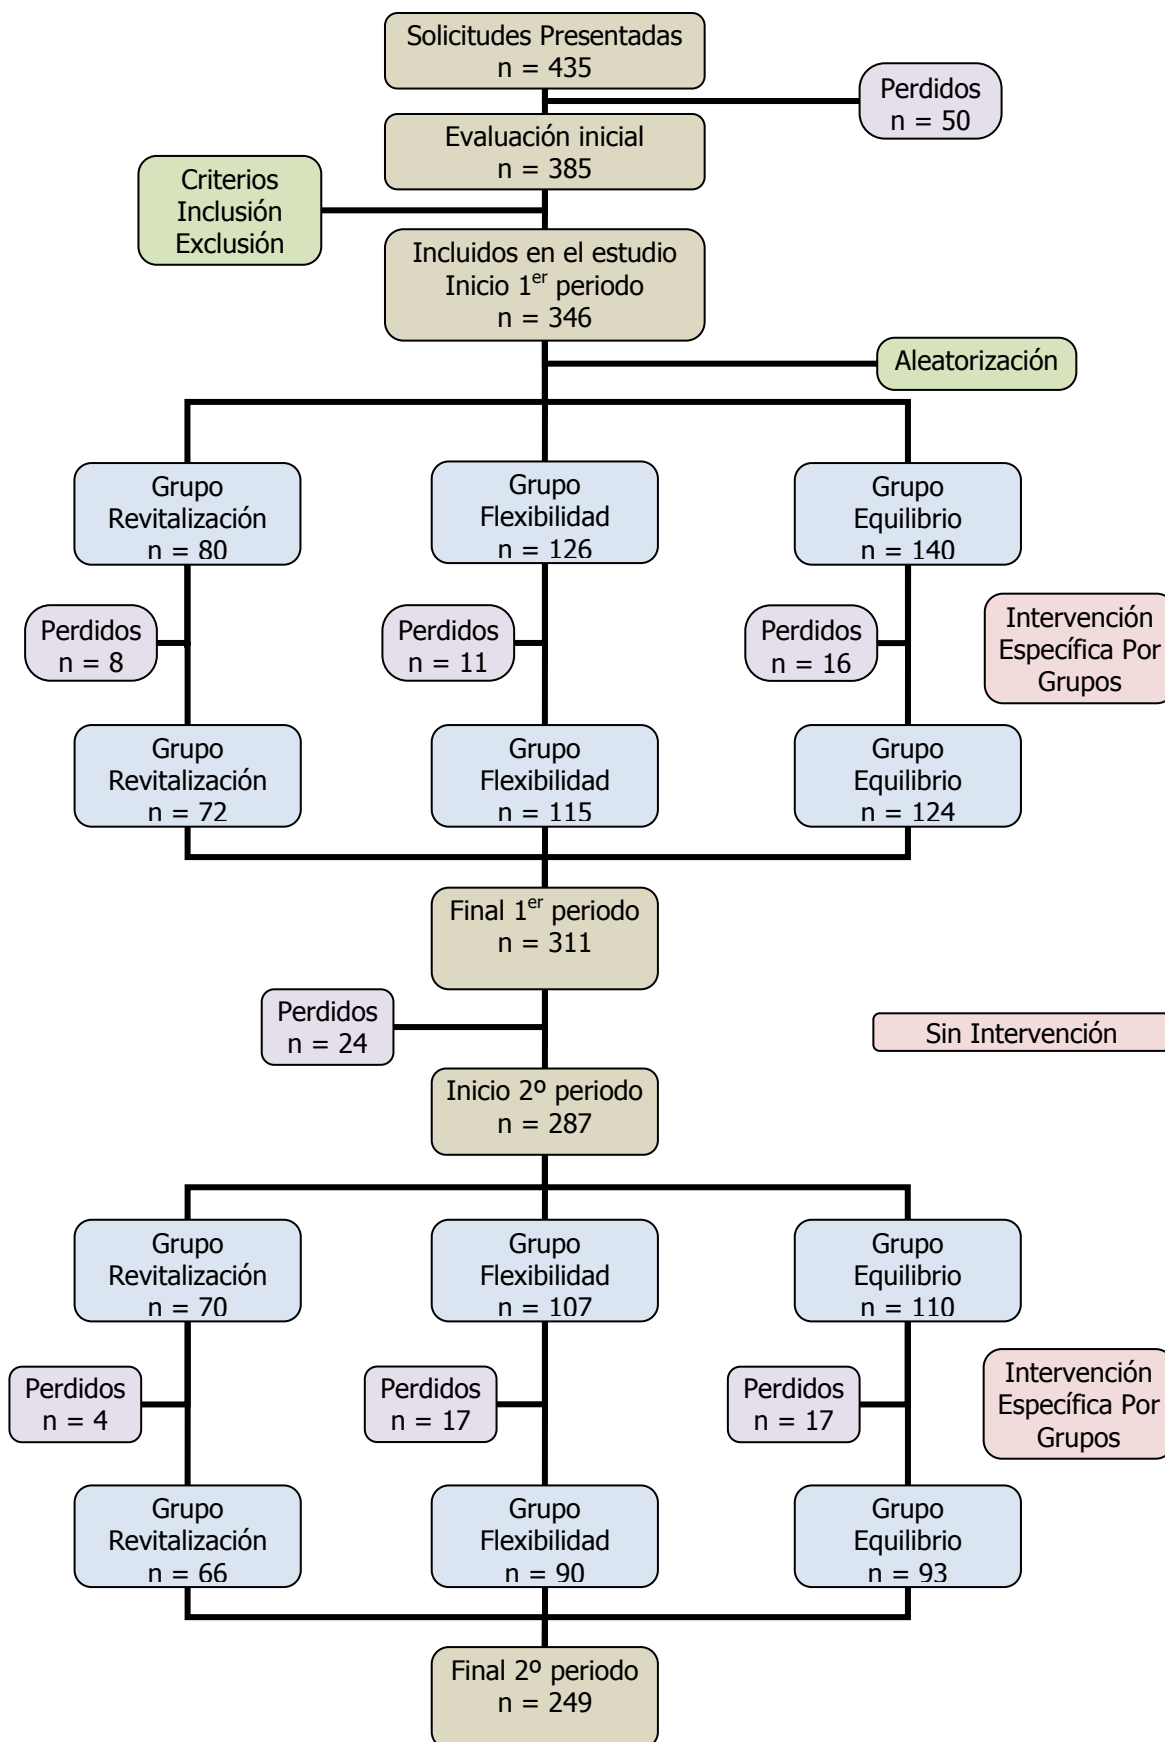 Solicitudes Presentadas
n = 435
Perdidos
n = 50
Evaluación inicial
n = 385
Criterios
Inclusión
Exclusión
Incluidos en el estudio
Inicio 1er periodo
n = 346
Aleatorización
Grupo
Revitalización
n = 80
Grupo
Flexibilidad
n = 126
Grupo
Equilibrio
n = 140
Perdidos
n = 8
Perdidos
n = 11
Perdidos
n = 16
Intervención
Específica Por
Grupos
Grupo
Revitalización
n = 72
Grupo
Flexibilidad
n = 115
Grupo
Equilibrio
n = 124
Final 1er periodo
n = 311
Perdidos
n = 24
Sin Intervención
Inicio 2º periodo
n = 287
Grupo
Revitalización
n = 70
Grupo
Flexibilidad
n = 107
Grupo
Equilibrio
n = 110
Perdidos
n = 4
Perdidos
n = 17
Perdidos
n = 17
Intervención
Específica Por
Grupos
Grupo
Revitalización
n = 66
Grupo
Flexibilidad
n = 90
Grupo
Equilibrio
n = 93
Final 2º periodo
n = 249